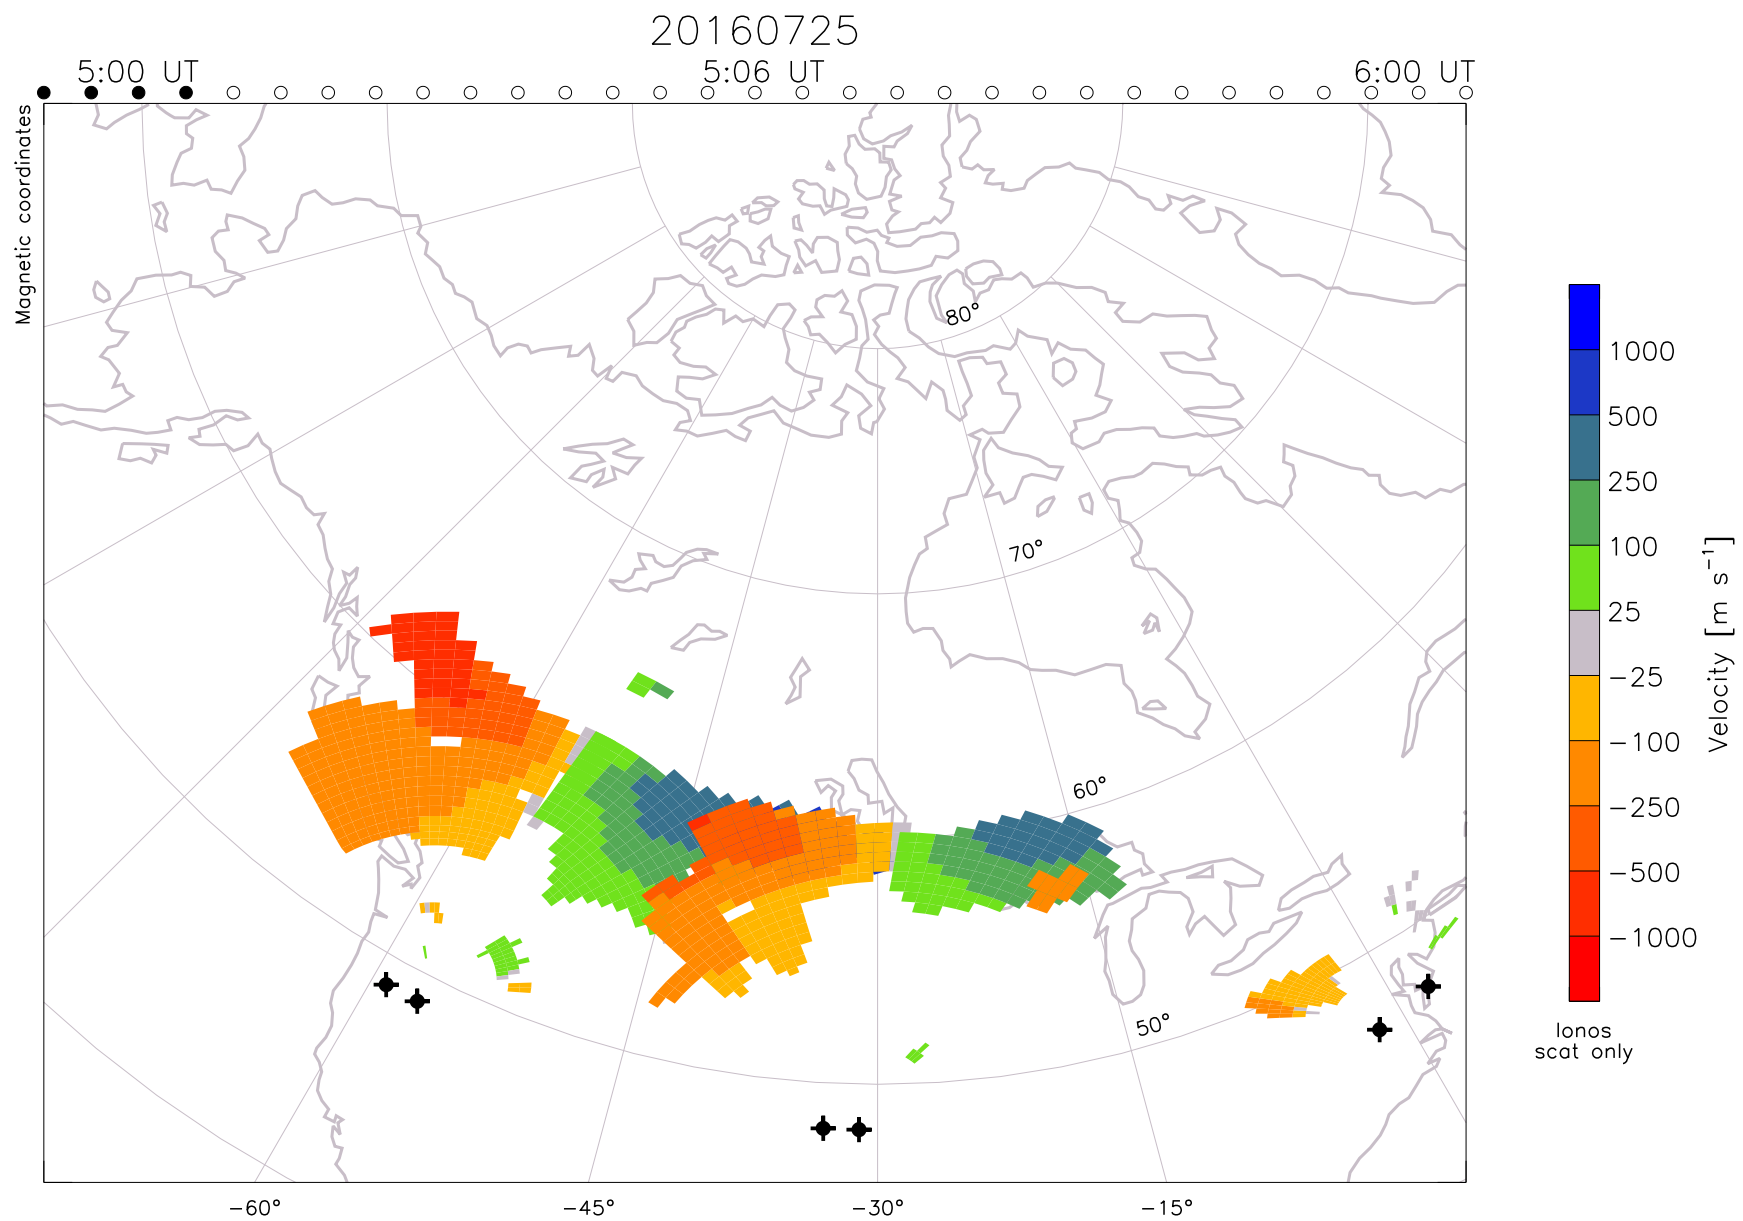 20160725
5:00 UT 5:06 UT 6:00 UT
Magnetic coordinates
80°
70°
60°
50°
1000
500
250
100
25
-25
-100
-250
-500
-1000
Velocity [m s⁻¹]
Ionos
scat only
-60° -45° -30° -15°